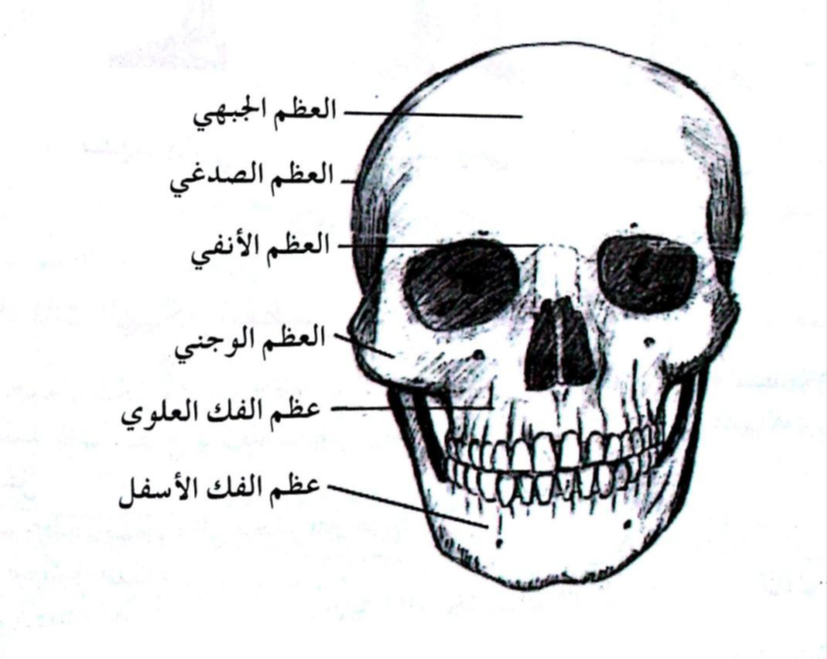 العظم الجبهي
العظم الصدغي
العظم الأنفي
العظم الوجني
عظم الفك العلوي
عظم الفك الأسفل